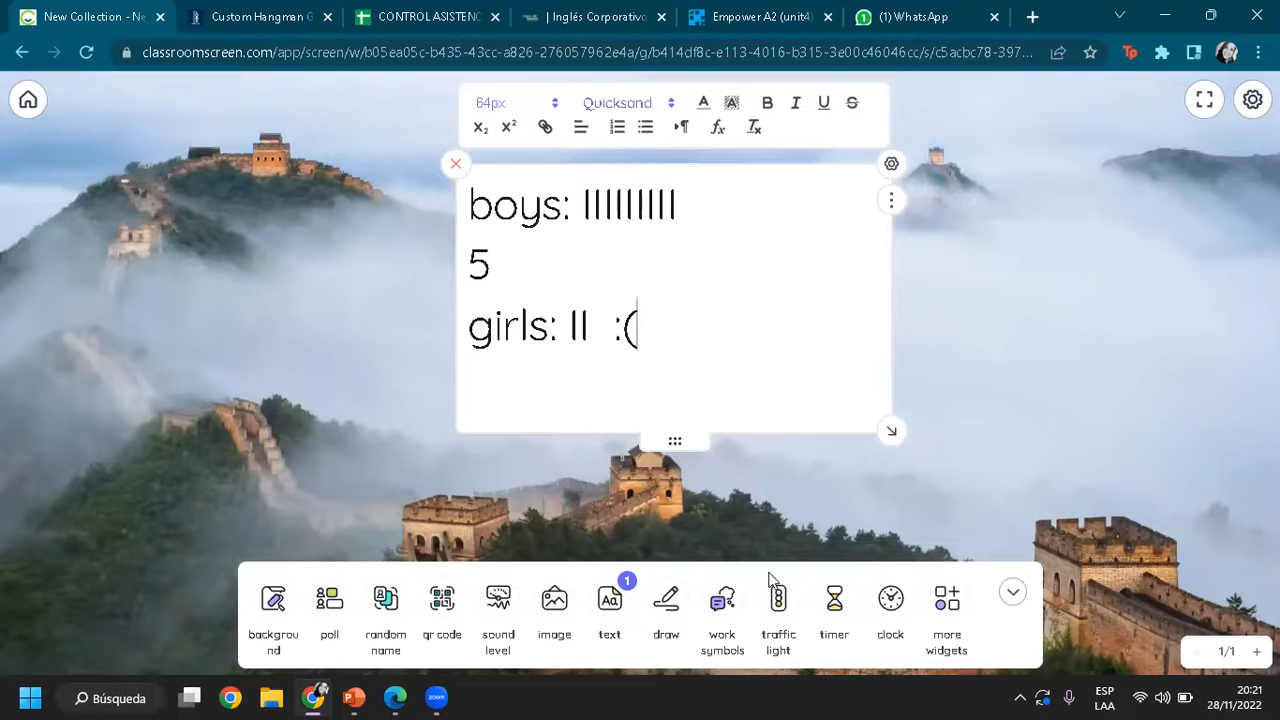 New Collection - Ne
Custom Hangman G
CONTROL ASISTENC
Inglés Corporativo
Empower A2 (unit4)
(1) WhatsApp
classroomscreen.com/app/screen/w/b05ea05c-b435-43cc-a826-276057962e4a/g/b414df8c-e113-4016-b315-3e00c46046cc/s/c5acbc78-397...
64px
Quicksand
boys: lllllllll
5
girls: ll :(
1
backgrou
nd
poll
random
name
qr code
sound
level
image
text
draw
work
symbols
traffic
light
timer
clock
more
widgets
1/1
Búsqueda
ESP
LAA
20:21
28/11/2022